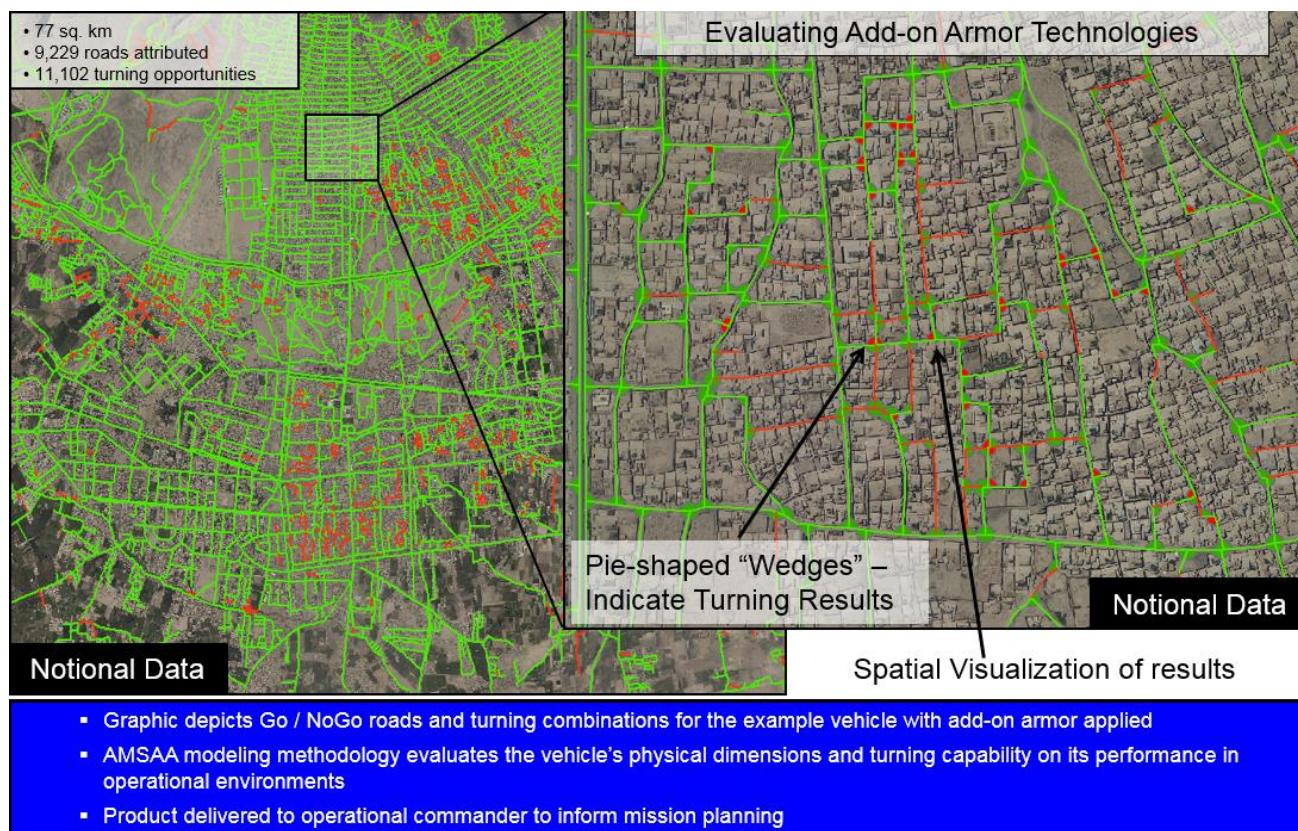 • 77 sq. km
• 9,229 roads attributed
• 11,102 turning opportunities
Evaluating Add-on Armor Technologies
Pie-shaped “Wedges” –
Indicate Turning Results
Notional Data
Notional Data
Spatial Visualization of results
▪ Graphic depicts Go / NoGo roads and turning combinations for the example vehicle with add-on armor applied
▪ AMSAA modeling methodology evaluates the vehicle’s physical dimensions and turning capability on its performance in
operational environments
▪ Product delivered to operational commander to inform mission planning